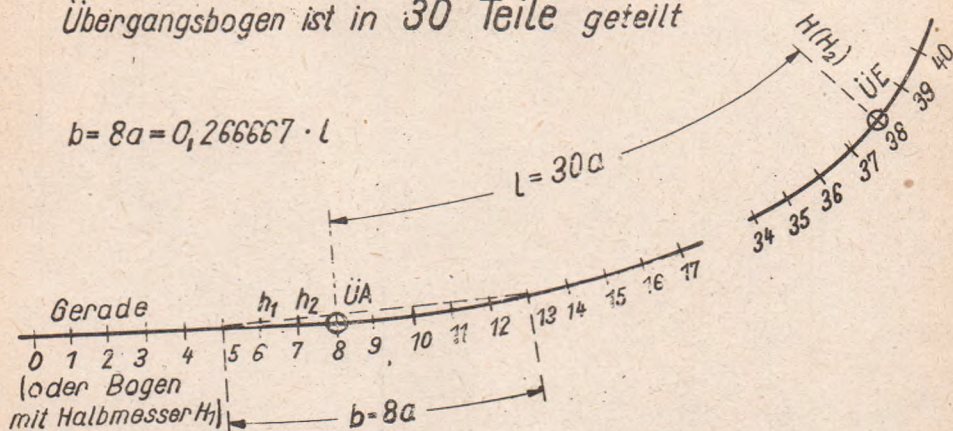 Übergangsbogen ist in 30 Teile geteilt
b= 8a = 0,266667 · l
H(H2)
ÜE
l = 30a
40
39
38
37
36
35
34
Gerade
h1 h2 ÜA
0 1 2 3 4 5 6 7 8 9 10 11 12 13 14 15 16 17
(oder Bogen
mit Halbmesser H1)
b=8a